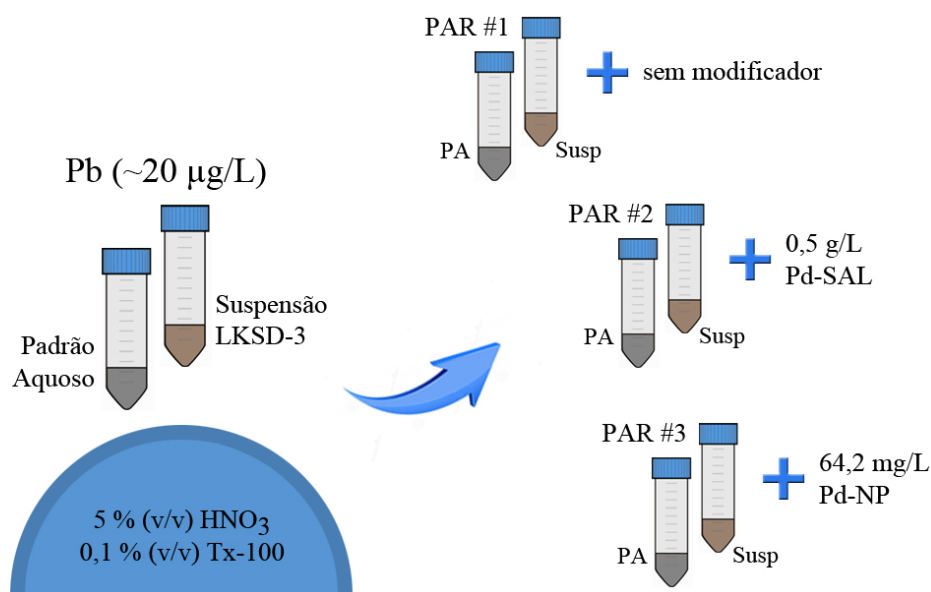 Pb (~20 µg/L)
Padrão
Aquoso
Suspensão
LKSD-3
5 % (v/v) HNO₃
0,1 % (v/v) Tx-100
PAR #1
PA
Susp
sem modificador
PAR #2
PA
Susp
0,5 g/L
Pd-SAL
PAR #3
PA
Susp
64,2 mg/L
Pd-NP